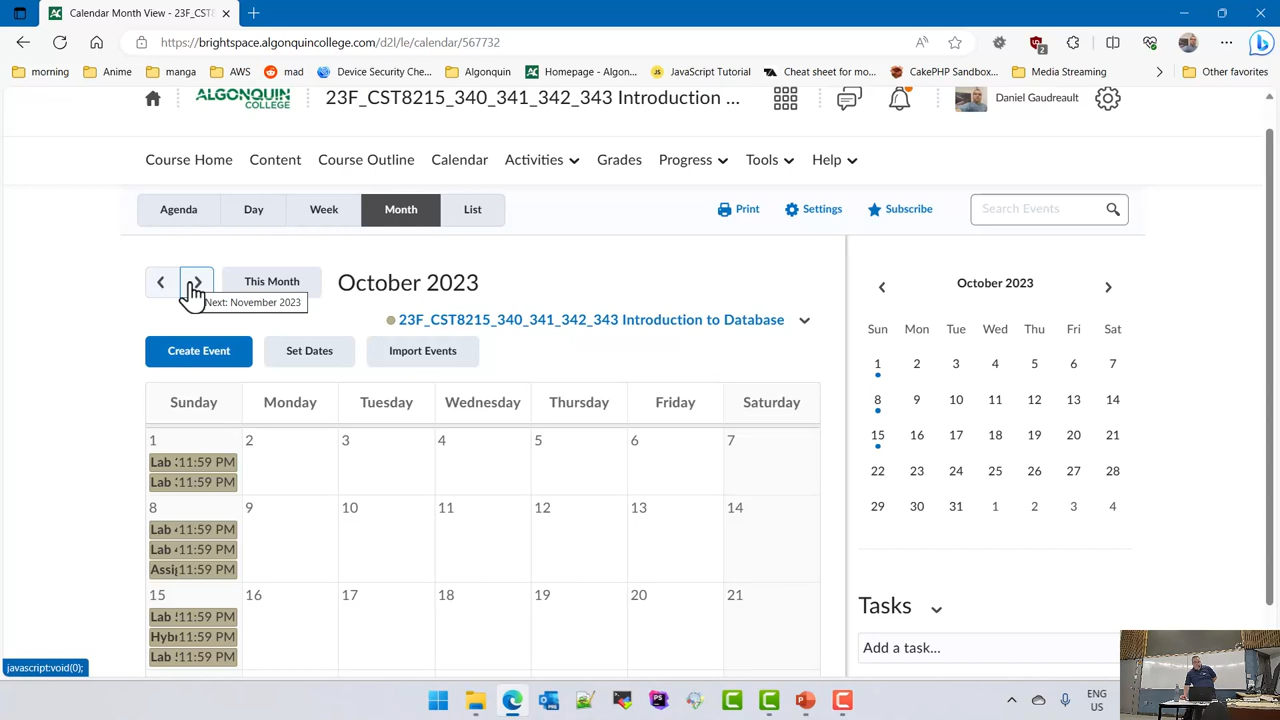 Calendar Month View - 23F_CST821
https://brightspace.algonquincollege.com/d2l/le/calendar/567732
2
morning Anime manga AWS mad Device Security Che... Algonquin Homepage - Algon... JavaScript Tutorial Cheat sheet for mo... CakePHP Sandbox... Media Streaming Other favorites
ALGONQUIN
COLLEGE
23F_CST8215_340_341_342_343 Introduction ...
Daniel Gaudreault
Course Home Content Course Outline Calendar Activities Grades Progress Tools Help
Agenda Day Week Month List Print Settings Subscribe Search Events
This Month October 2023
Next: November 2023
23F_CST8215_340_341_342_343 Introduction to Database
Create Event Set Dates Import Events
Sunday Monday Tuesday Wednesday Thursday Friday Saturday
1 2 3 4 5 6 7
Lab 11:59 PM
Lab 11:59 PM
8 9 10 11 12 13 14
Lab 11:59 PM
Lab 11:59 PM
Assi 11:59 PM
15 16 17 18 19 20 21
Lab 11:59 PM
Hyb 11:59 PM
Lab 11:59 PM
October 2023
Sun Mon Tue Wed Thu Fri Sat
1 2 3 4 5 6 7
8 9 10 11 12 13 14
15 16 17 18 19 20 21
22 23 24 25 26 27 28
29 30 31 1 2 3 4
Tasks
Add a task...
javascript:void(0);
PS
ENG
US